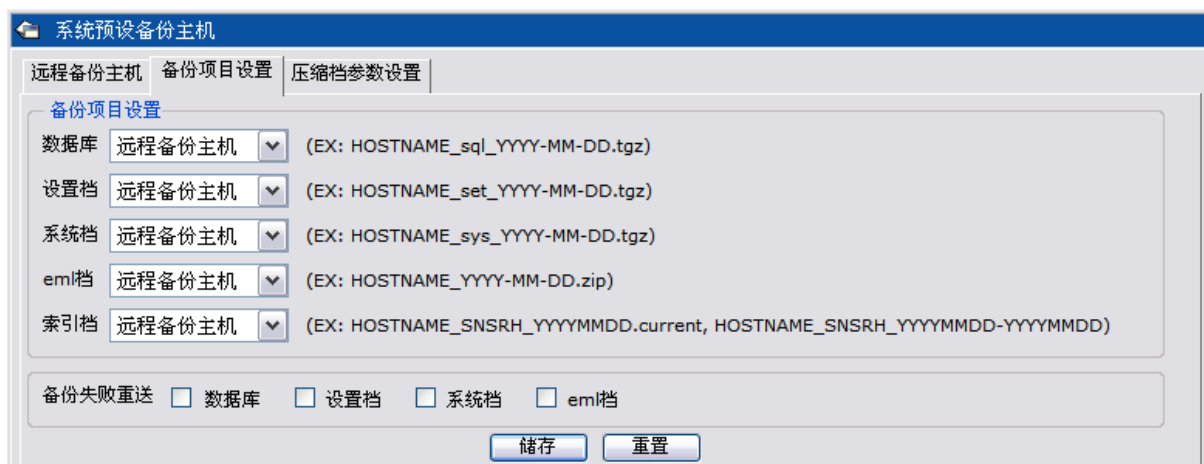 系统预设备份主机
远程备份主机 备份项目设置 压缩档参数设置
备份项目设置
数据库 远程备份主机 (EX: HOSTNAME_sql_YYYY-MM-DD.tgz)
设置档 远程备份主机 (EX: HOSTNAME_set_YYYY-MM-DD.tgz)
系统档 远程备份主机 (EX: HOSTNAME_sys_YYYY-MM-DD.tgz)
eml档 远程备份主机 (EX: HOSTNAME_YYYY-MM-DD.zip)
索引档 远程备份主机 (EX: HOSTNAME_SNSRH_YYYYMMDD.current, HOSTNAME_SNSRH_YYYYMMDD-YYYYMMDD)
备份失败重送 数据库 设置档 系统档 eml档
储存 重置